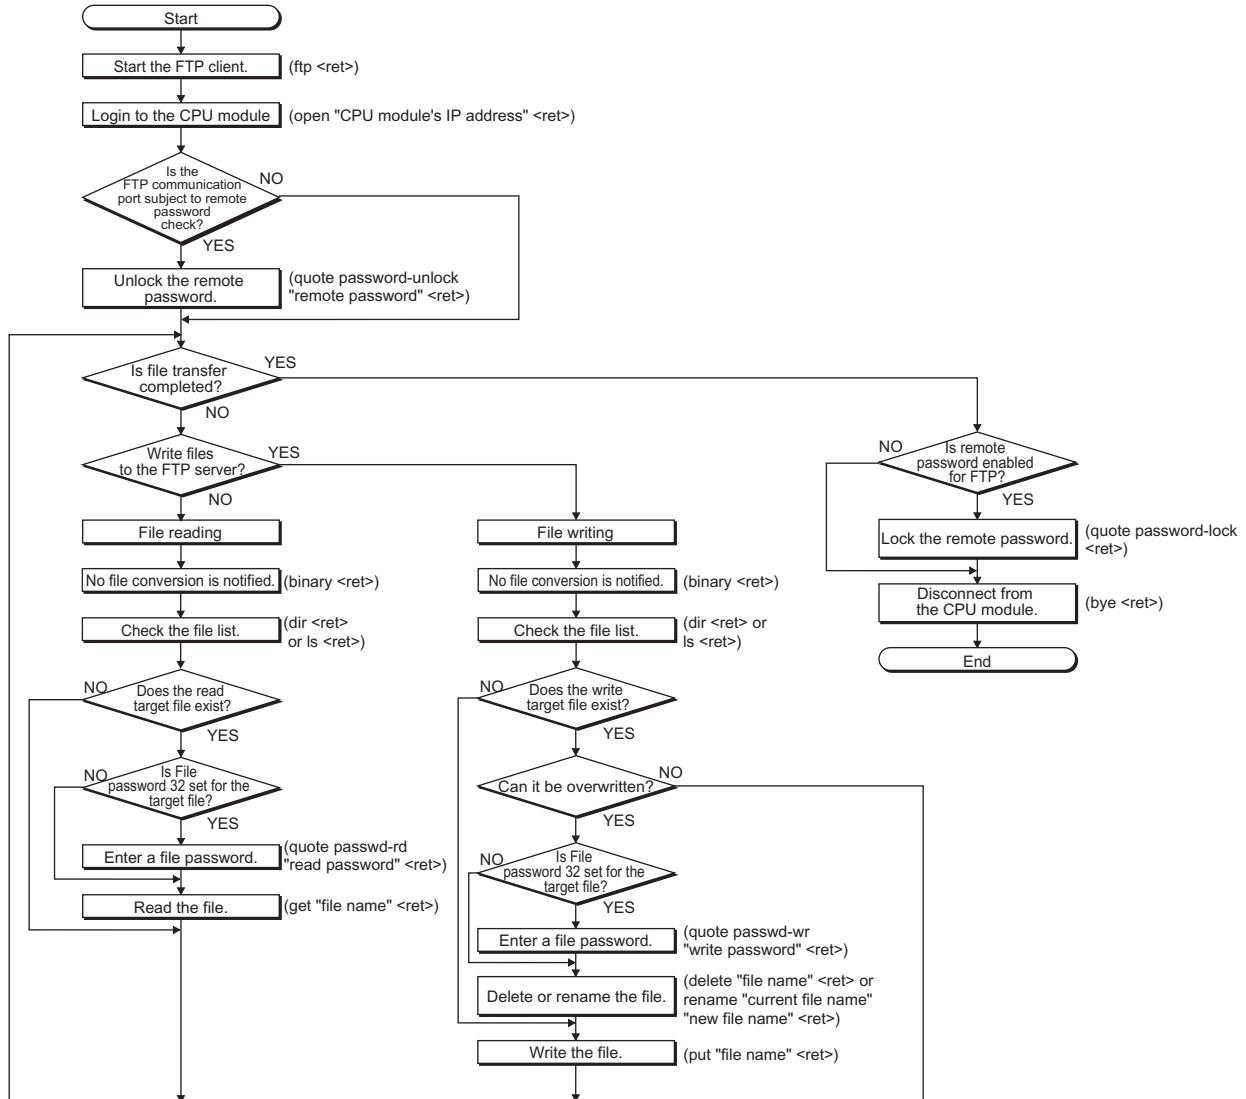 Start
Start the FTP client.
(ftp <ret>)
Login to the CPU module
(open "CPU module's IP address" <ret>)
Is the
FTP communication
port subject to remote
password
check?
NO
YES
Unlock the remote
password.
(quote password-unlock
"remote password" <ret>)
Is file transfer
completed?
YES
NO
Write files
to the FTP server?
YES
NO
File reading
No file conversion is notified.
(binary <ret>)
Check the file list.
(dir <ret>
or ls <ret>)
Does the read
target file exist?
NO
YES
Is File
password 32 set for the
target file?
NO
YES
Enter a file password.
(quote passwd-rd
"read password" <ret>)
Read the file.
(get "file name" <ret>)
File writing
No file conversion is notified.
(binary <ret>)
Check the file list.
(dir <ret> or
ls <ret>)
Does the write
target file exist?
NO
YES
Can it be overwritten?
NO
YES
Is File
password 32 set for the
target file?
NO
YES
Enter a file password.
(quote passwd-wr
"write password" <ret>)
Delete or rename the file.
(delete "file name" <ret> or
rename "current file name"
"new file name" <ret>)
Write the file.
(put "file name" <ret>)
Is remote
password enabled
for FTP?
NO
YES
Lock the remote password.
(quote password-lock
<ret>)
Disconnect from
the CPU module.
(bye <ret>)
End